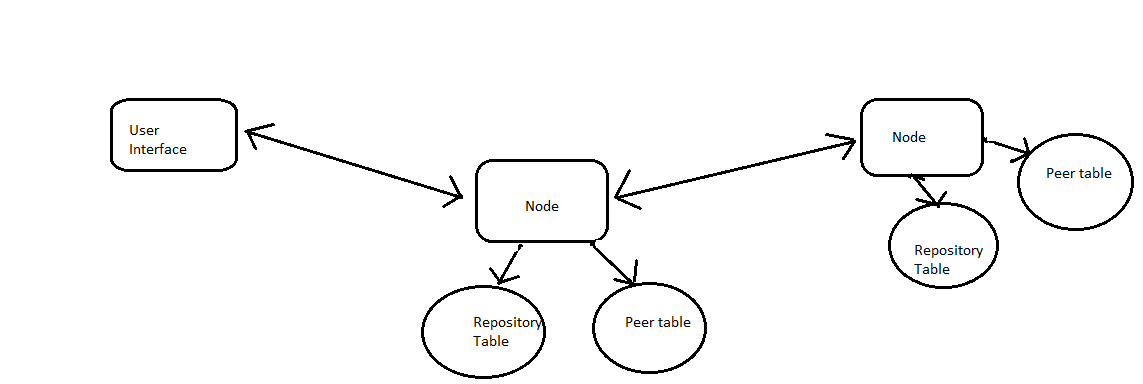 User
Interface
Node
Repository
Table
Peer table
Node
Peer table
Repository
Table